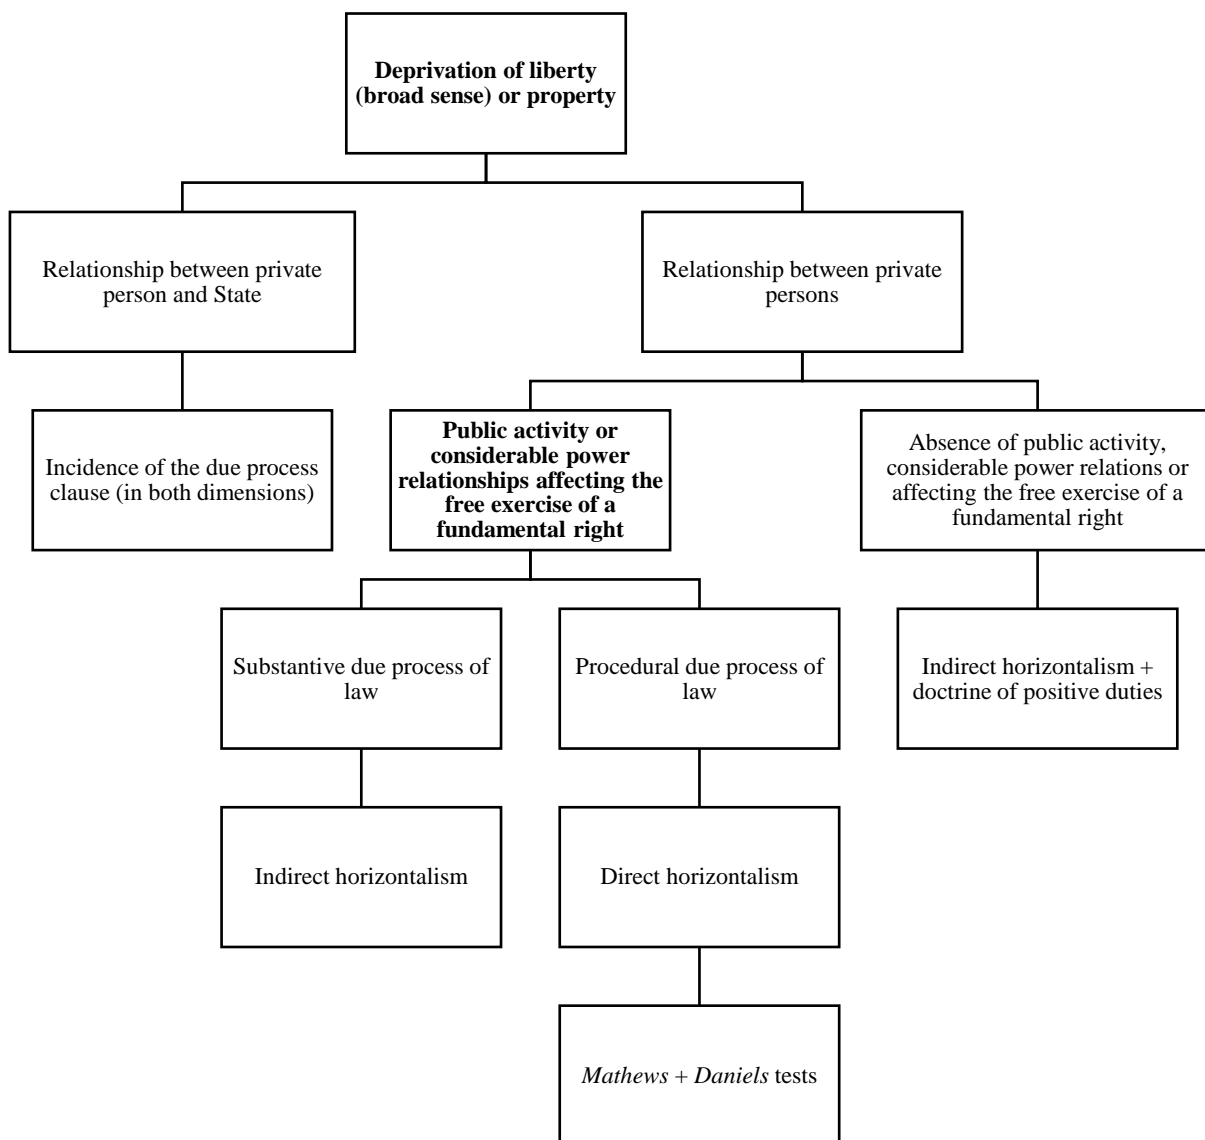 Deprivation of liberty
(broad sense) or property
Relationship between private
person and State
Relationship between private
persons
Incidence of the due process
clause (in both dimensions)
Public activity or
considerable power
relationships affecting the
free exercise of a
fundamental right
Absence of public activity,
considerable power relations or
affecting the free exercise of a
fundamental right
Substantive due process of
law
Procedural due process of
law
Indirect horizontalism +
doctrine of positive duties
Indirect horizontalism
Direct horizontalism
Mathews + Daniels tests